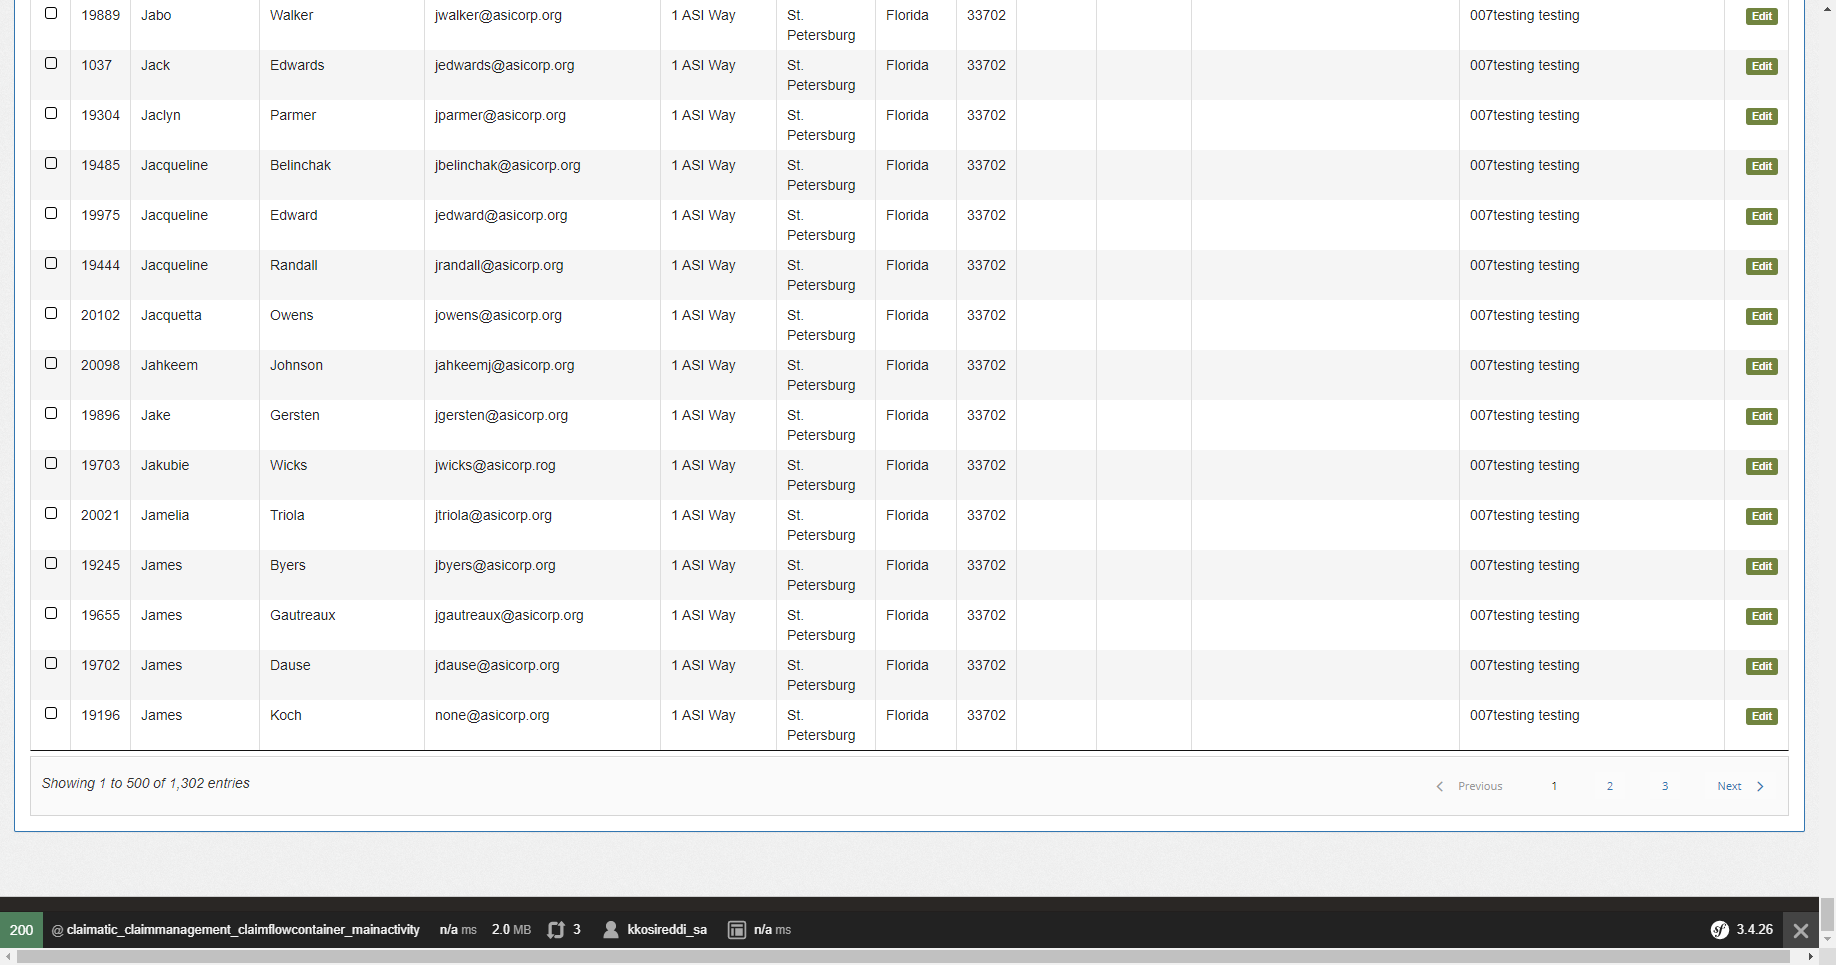 19889 Jabo Walker jwalker@asicorp.org 1 ASI Way St. Florida 33702 007testing testing Edit
Petersburg
1037 Jack Edwards jedwards@asicorp.org 1 ASI Way St. Florida 33702 007testing testing Edit
Petersburg
19304 Jaclyn Parmer jparmer@asicorp.org 1 ASI Way St. Florida 33702 007testing testing Edit
Petersburg
19485 Jacqueline Belinchak jbelinchak@asicorp.org 1 ASI Way St. Florida 33702 007testing testing Edit
Petersburg
19975 Jacqueline Edward jedward@asicorp.org 1 ASI Way St. Florida 33702 007testing testing Edit
Petersburg
19444 Jacqueline Randall jrandall@asicorp.org 1 ASI Way St. Florida 33702 007testing testing Edit
Petersburg
20102 Jacquetta Owens jowens@asicorp.org 1 ASI Way St. Florida 33702 007testing testing Edit
Petersburg
20098 Jahkeem Johnson jahkeemj@asicorp.org 1 ASI Way St. Florida 33702 007testing testing Edit
Petersburg
19896 Jake Gersten jgersten@asicorp.org 1 ASI Way St. Florida 33702 007testing testing Edit
Petersburg
19703 Jakubie Wicks jwicks@asicorp.rog 1 ASI Way St. Florida 33702 007testing testing Edit
Petersburg
20021 Jamelia Triola jtriola@asicorp.org 1 ASI Way St. Florida 33702 007testing testing Edit
Petersburg
19245 James Byers jbyers@asicorp.org 1 ASI Way St. Florida 33702 007testing testing Edit
Petersburg
19655 James Gautreaux jgautreaux@asicorp.org 1 ASI Way St. Florida 33702 007testing testing Edit
Petersburg
19702 James Dause jdause@asicorp.org 1 ASI Way St. Florida 33702 007testing testing Edit
Petersburg
19196 James Koch none@asicorp.org 1 ASI Way St. Florida 33702 007testing testing Edit
Petersburg
Showing 1 to 500 of 1,302 entries Previous 1 2 3 Next
200 @ claimatic_claimmanagement_claimflowcontainer_mainactivity n/a ms 2.0 MB 3 kkosireddi_sa n/a ms sf 3.4.26